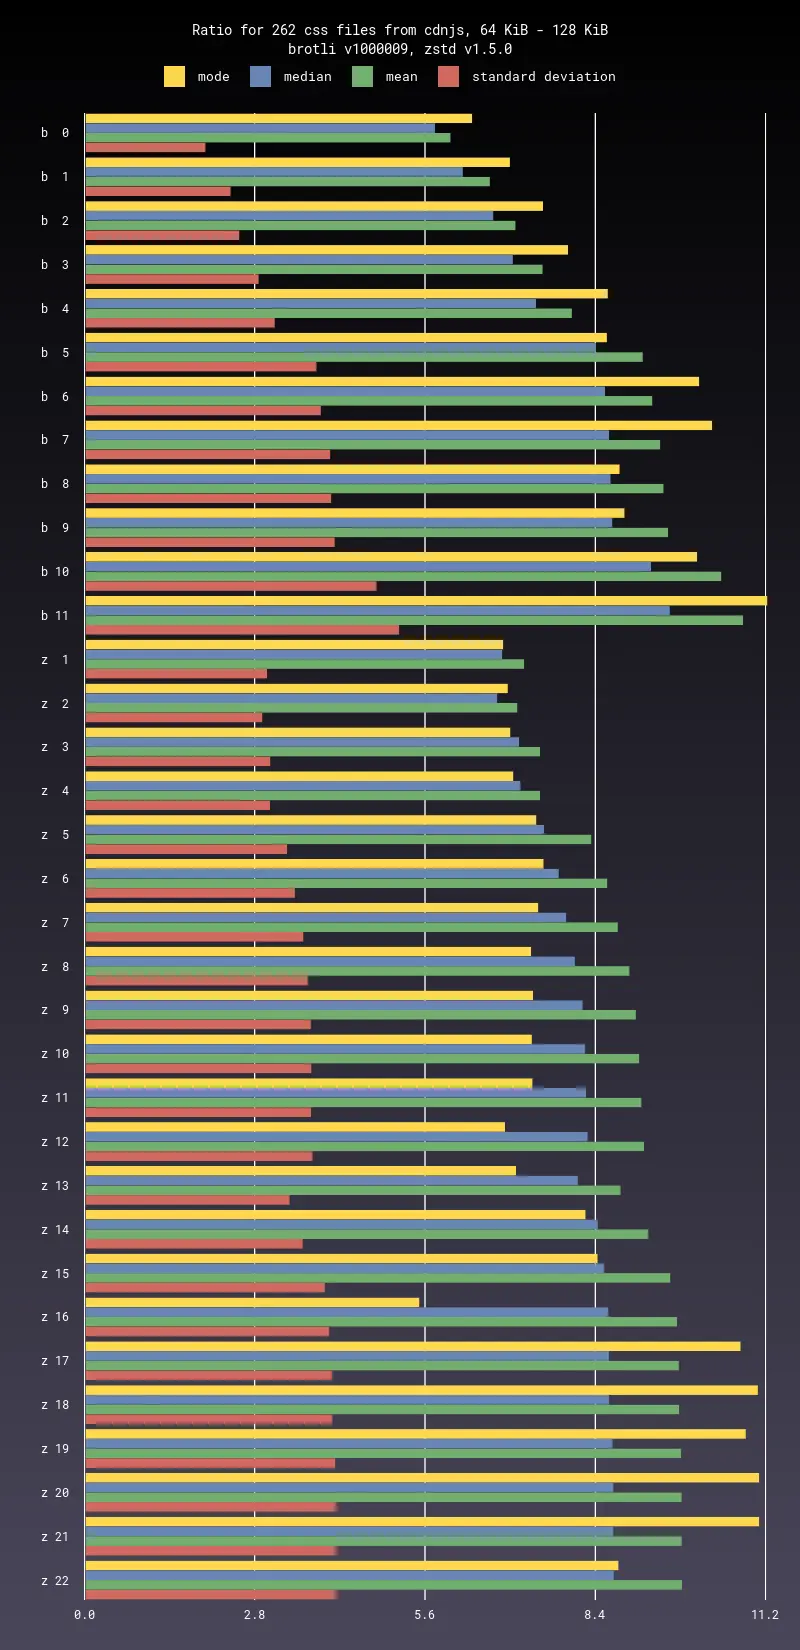 Ratio for 262 css files from cdnjs, 64 KiB - 128 KiB
brotli v1000009, zstd v1.5.0
mode median mean standard deviation
b 0
b 1
b 2
b 3
b 4
b 5
b 6
b 7
b 8
b 9
b 10
b 11
z 1
z 2
z 3
z 4
z 5
z 6
z 7
z 8
z 9
z 10
z 11
z 12
z 13
z 14
z 15
z 16
z 17
z 18
z 19
z 20
z 21
z 22
0.0 2.8 5.6 8.4 11.2